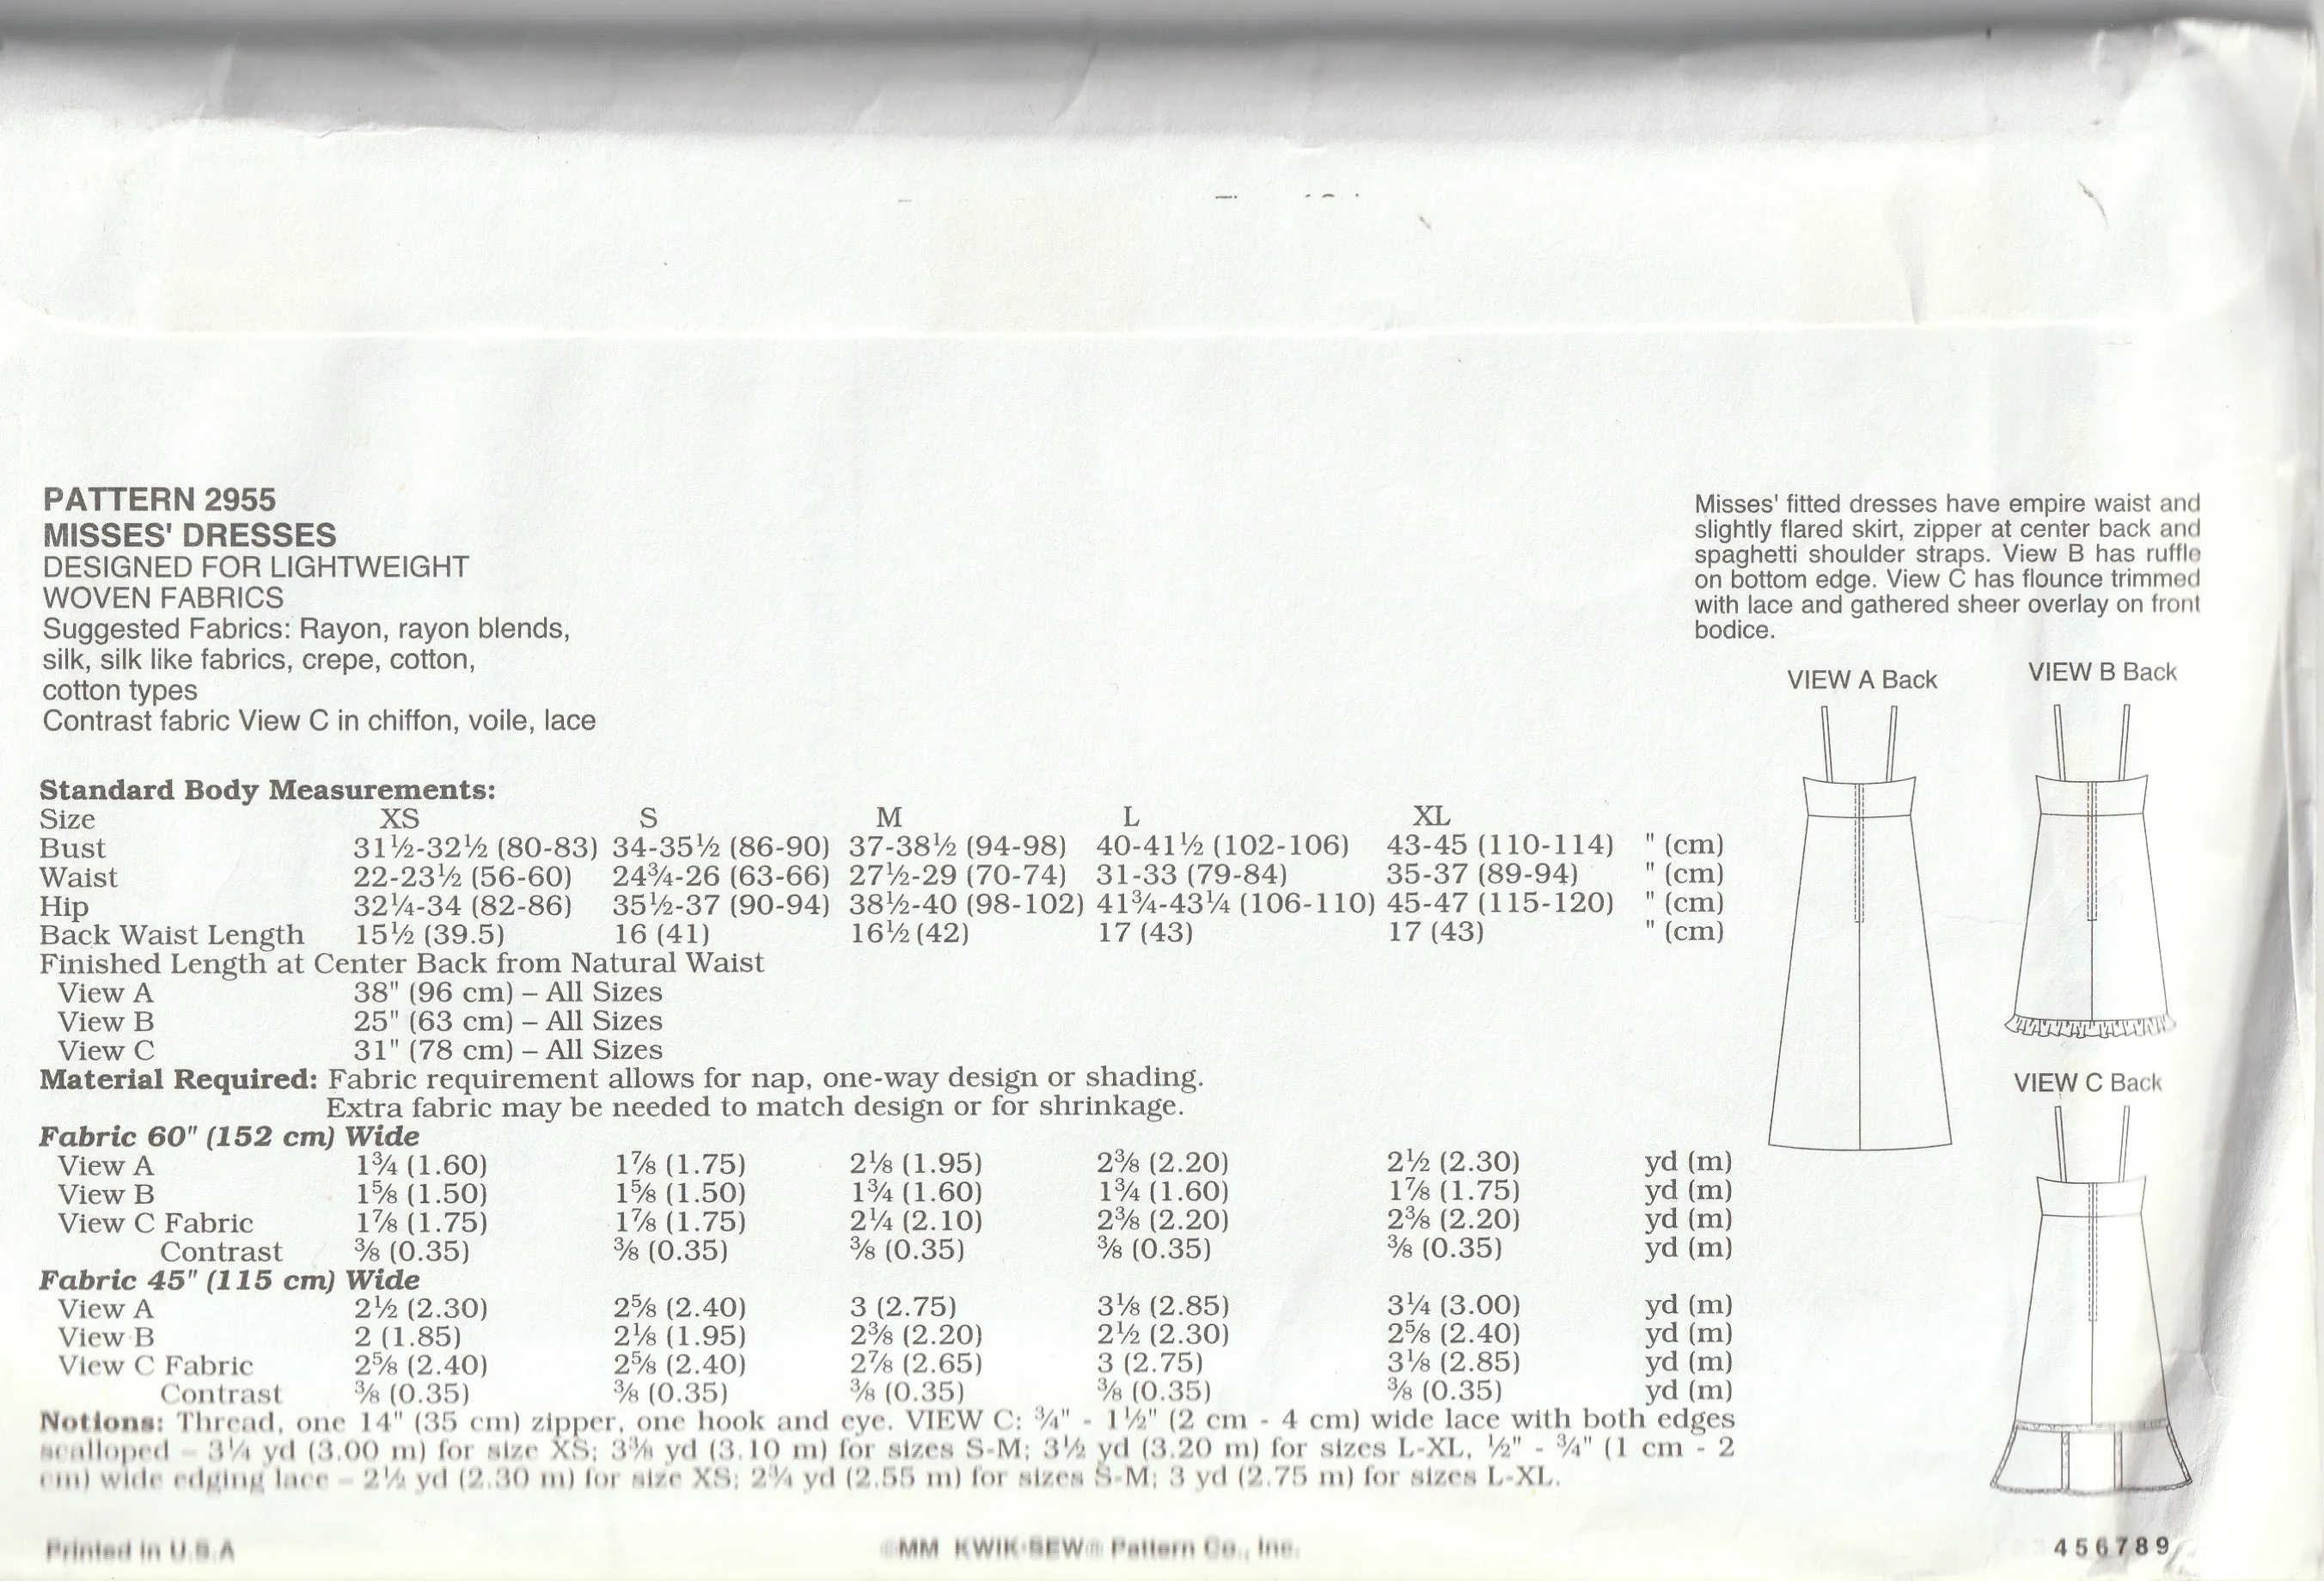 PATTERN 2955
MISSES' DRESSES
DESIGNED FOR LIGHTWEIGHT
WOVEN FABRICS
Suggested Fabrics: Rayon, rayon blends,
silk, silk like fabrics, crepe, cotton,
cotton types
Contrast fabric View C in chiffon, voile, lace
Misses' fitted dresses have empire waist and
slightly flared skirt, zipper at center back and
spaghetti shoulder straps. View B has ruffle
on bottom edge. View C has flounce trimmed
with lace and gathered sheer overlay on front
bodice.
VIEW A Back
VIEW B Back
VIEW C Back
Standard Body Measurements:
Size XS S M L XL
Bust 31½-32½ (80-83) 34-35½ (86-90) 37-38½ (94-98) 40-41½ (102-106) 43-45 (110-114) " (cm)
Waist 22-23½ (56-60) 24¾-26 (63-66) 27½-29 (70-74) 31-33 (79-84) 35-37 (89-94) " (cm)
Hip 32¼-34 (82-86) 35½-37 (90-94) 38½-40 (98-102) 41¾-43¼ (106-110) 45-47 (115-120) " (cm)
Back Waist Length 15½ (39.5) 16 (41) 16½ (42) 17 (43) 17 (43) " (cm)
Finished Length at Center Back from Natural Waist
View A 38" (96 cm) – All Sizes
View B 25" (63 cm) – All Sizes
View C 31" (78 cm) – All Sizes
Material Required: Fabric requirement allows for nap, one-way design or shading.
Extra fabric may be needed to match design or for shrinkage.
Fabric 60" (152 cm) Wide
View A 1¾ (1.60) 1⅞ (1.75) 2⅛ (1.95) 2⅜ (2.20) 2½ (2.30) yd (m)
View B 1⅝ (1.50) 1⅝ (1.50) 1¾ (1.60) 1¾ (1.60) 1⅞ (1.75) yd (m)
View C Fabric 1⅞ (1.75) 1⅞ (1.75) 2¼ (2.10) 2⅜ (2.20) 2⅜ (2.20) yd (m)
Contrast ⅜ (0.35) ⅜ (0.35) ⅜ (0.35) ⅜ (0.35) ⅜ (0.35) yd (m)
Fabric 45" (115 cm) Wide
View A 2½ (2.30) 2⅝ (2.40) 3 (2.75) 3⅛ (2.85) 3¼ (3.00) yd (m)
View B 2 (1.85) 2⅛ (1.95) 2⅜ (2.20) 2½ (2.30) 2⅝ (2.40) yd (m)
View C Fabric 2⅝ (2.40) 2⅝ (2.40) 2⅞ (2.65) 3 (2.75) 3⅛ (2.85) yd (m)
Contrast ⅜ (0.35) ⅜ (0.35) ⅜ (0.35) ⅜ (0.35) ⅜ (0.35) yd (m)
Notions: Thread, one 14" (35 cm) zipper, one hook and eye. VIEW C: ¾" - 1½" (2 cm - 4 cm) wide lace with both edges
scalloped – 3¼ yd (3.00 m) for size XS; 3⅜ yd (3.10 m) for sizes S-M; 3½ yd (3.20 m) for sizes L-XL, ½" - ¾" (1 cm - 2
cm) wide edging lace – 2½ yd (2.30 m) for size XS; 2¾ yd (2.55 m) for sizes S-M; 3 yd (2.75 m) for sizes L-XL.
Printed in U.S.A
©MM KWIK·SEW® Pattern Co., Inc.
456789